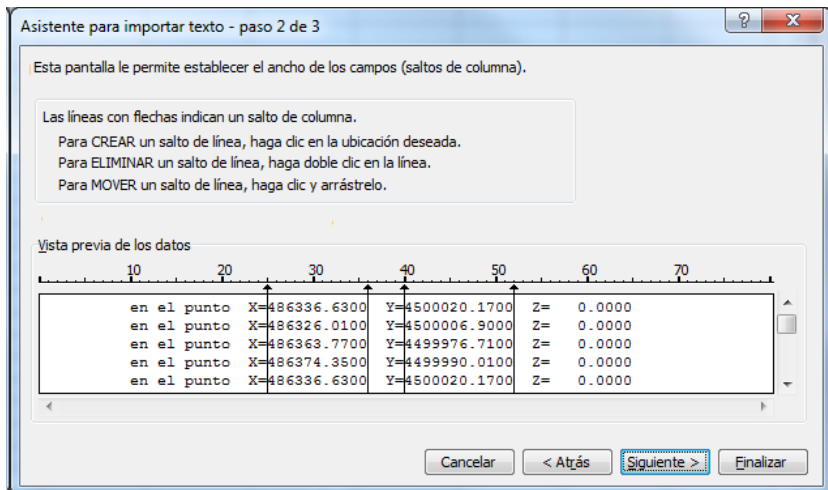 Asistente para importar texto - paso 2 de 3
Esta pantalla le permite establecer el ancho de los campos (saltos de columna).
Las líneas con flechas indican un salto de columna.
Para CREAR un salto de línea, haga clic en la ubicación deseada.
Para ELIMINAR un salto de línea, haga doble clic en la línea.
Para MOVER un salto de línea, haga clic y arrástrelo.
Vista previa de los datos
10 20 30 40 50 60 70
en el punto X=486336.6300 Y=4500020.1700 Z= 0.0000
en el punto X=486326.0100 Y=4500006.9000 Z= 0.0000
en el punto X=486363.7700 Y=4499976.7100 Z= 0.0000
en el punto X=486374.3500 Y=4499990.0100 Z= 0.0000
en el punto X=486336.6300 Y=4500020.1700 Z= 0.0000
Cancelar < Atrás Siguiente > Finalizar